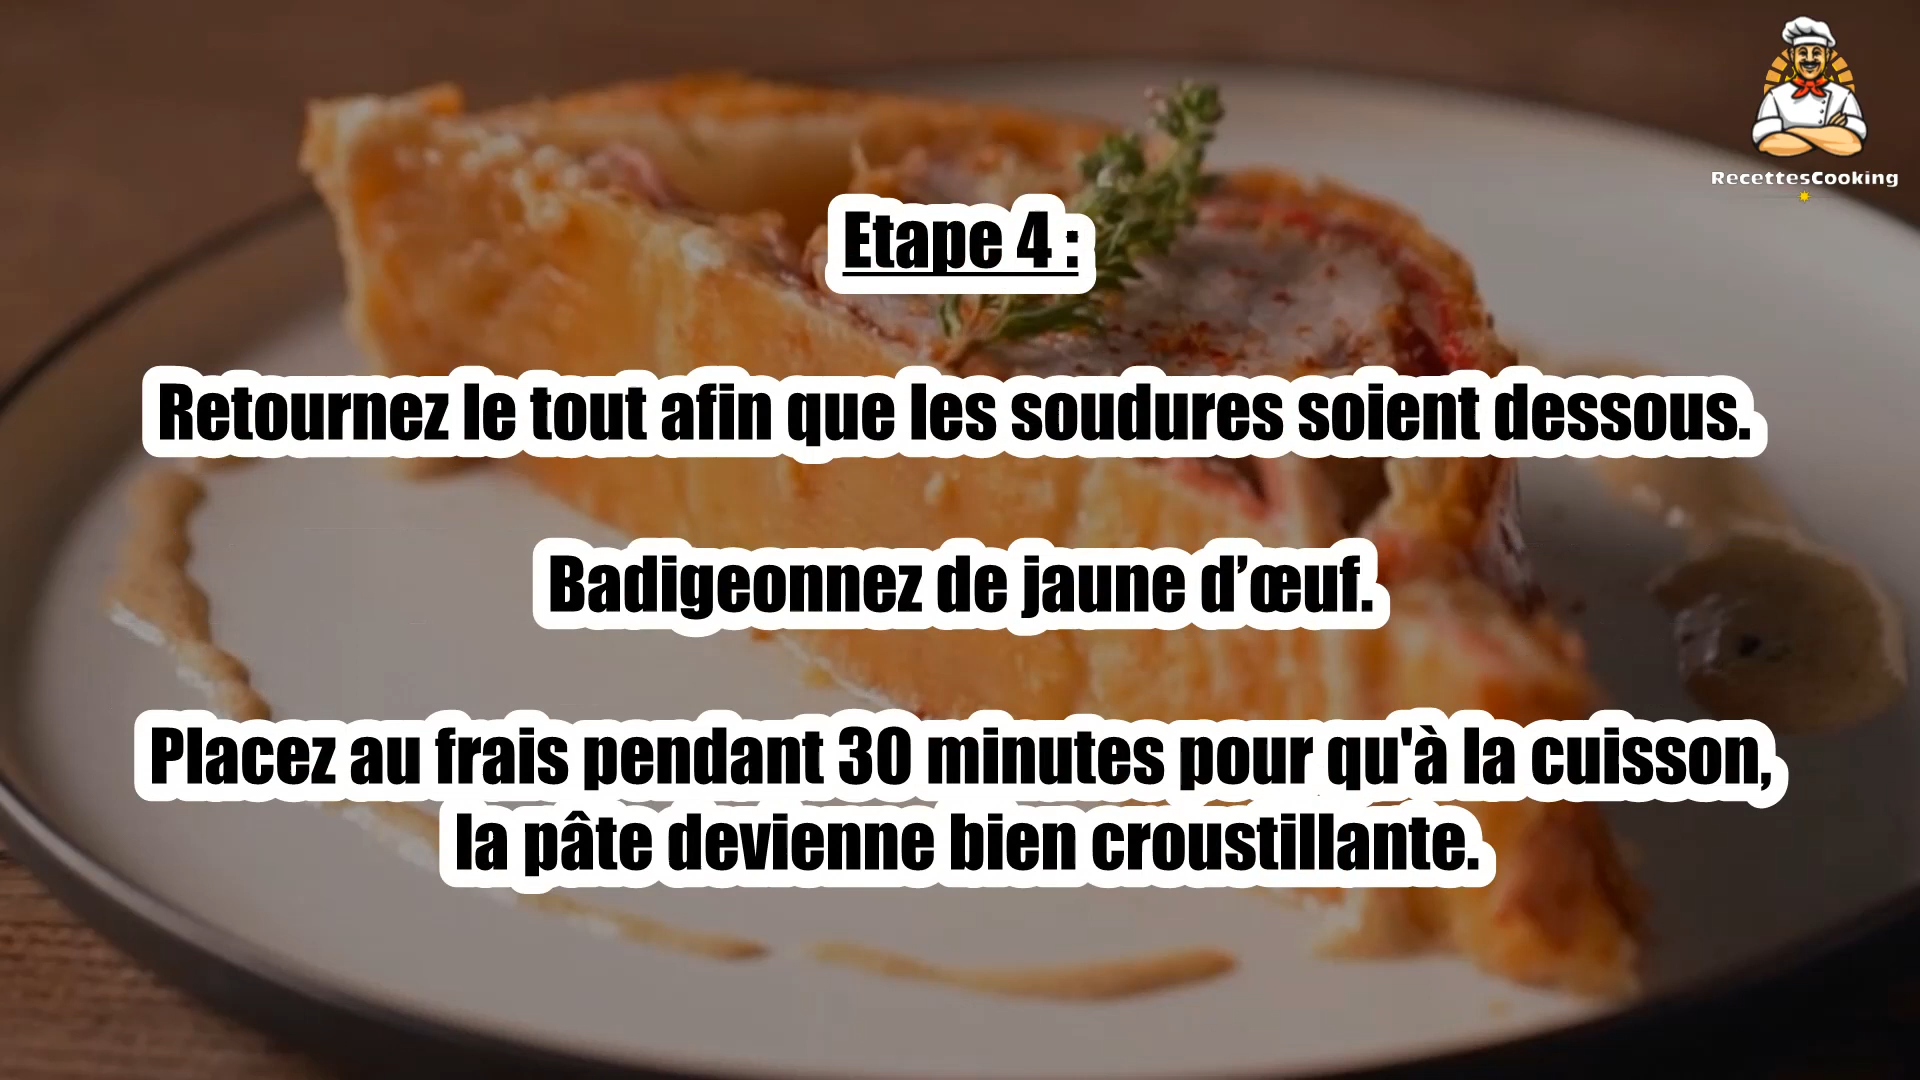 RecettesCooking
Etape 4 :
Retournez le tout afin que les soudures soient dessous.
Badigeonnez de jaune d’œuf.
Placez au frais pendant 30 minutes pour qu'à la cuisson,
la pâte devienne bien croustillante.